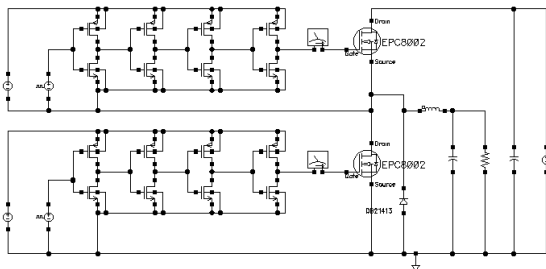 Drain
EPC8002
Gate
Source
Drain
EPC8002
Gate
Source
DB21413